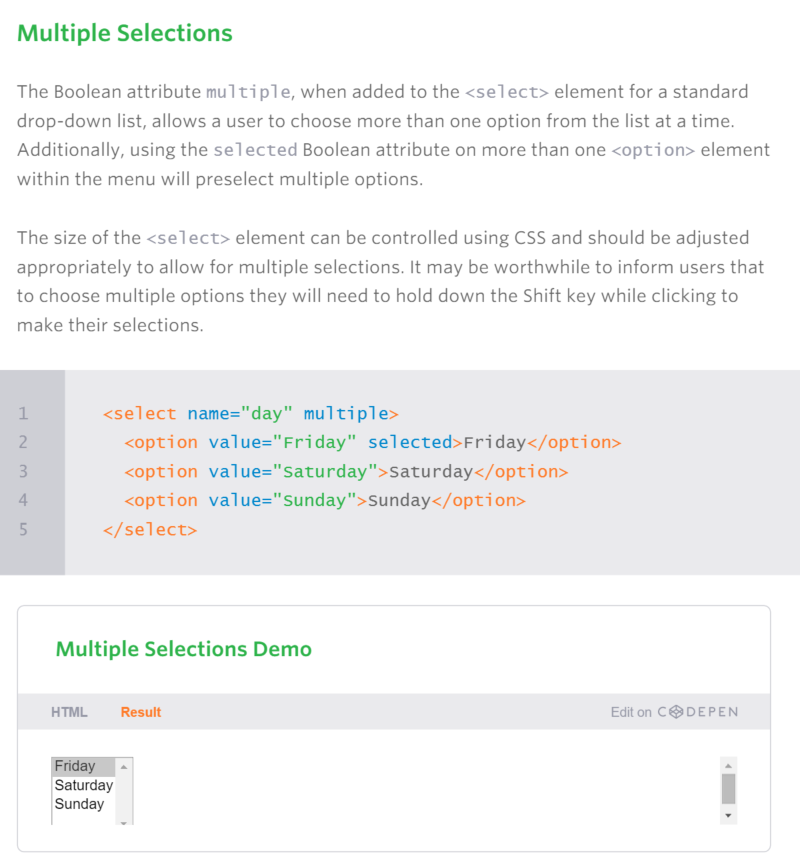 Multiple Selections
The Boolean attribute multiple, when added to the <select> element for a standard
drop-down list, allows a user to choose more than one option from the list at a time.
Additionally, using the selected Boolean attribute on more than one <option> element
within the menu will preselect multiple options.
The size of the <select> element can be controlled using CSS and should be adjusted
appropriately to allow for multiple selections. It may be worthwhile to inform users that
to choose multiple options they will need to hold down the Shift key while clicking to
make their selections.
1 <select name="day" multiple>
2 <option value="Friday" selected>Friday</option>
3 <option value="Saturday">Saturday</option>
4 <option value="Sunday">Sunday</option>
5 </select>
Multiple Selections Demo
HTML Result Edit on CODEPEN
Friday
Saturday
Sunday